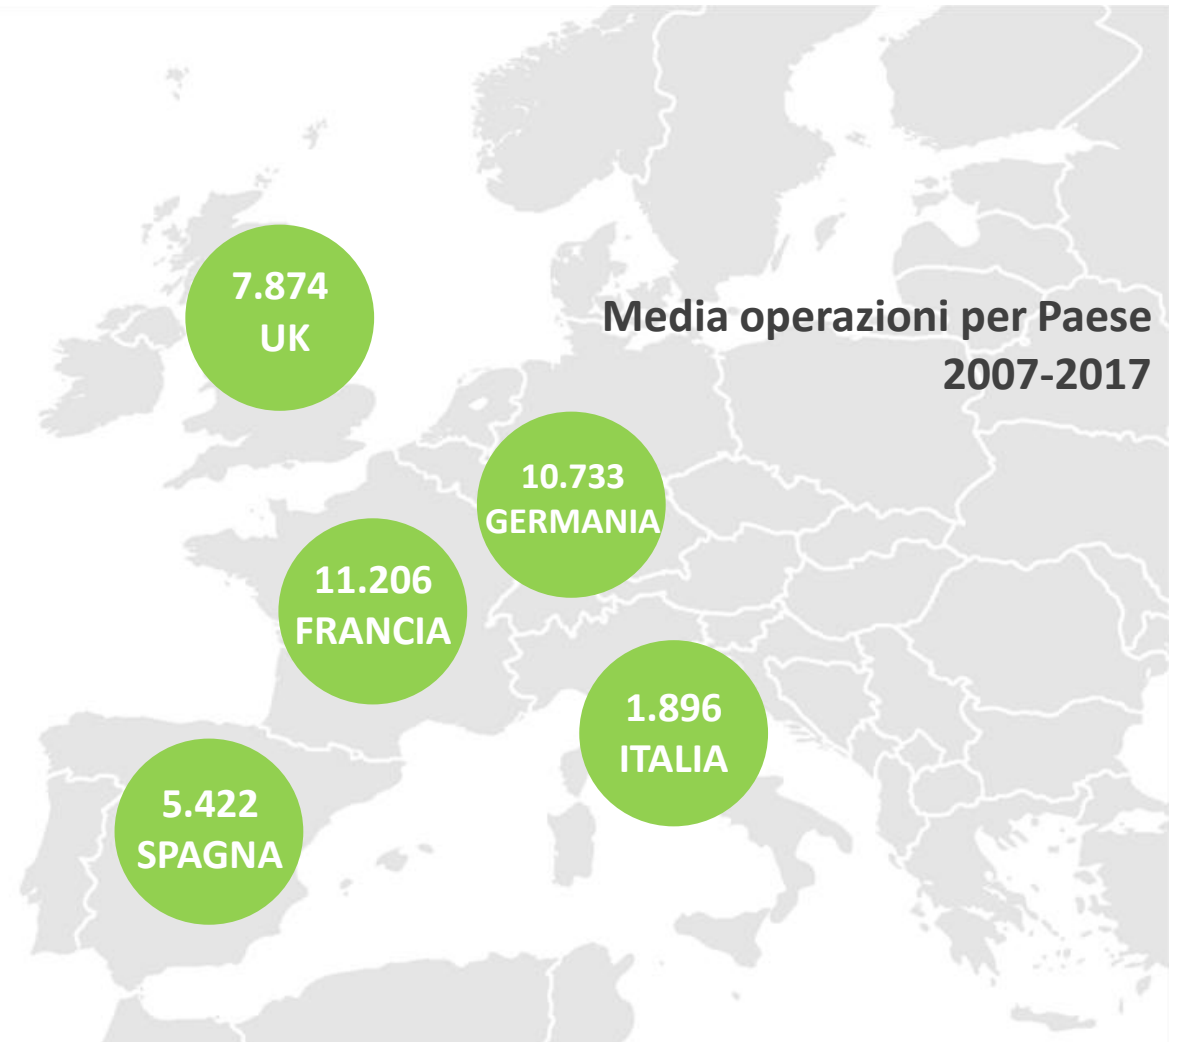 7.874
UK
Media operazioni per Paese
2007-2017
10.733
GERMANIA
11.206
FRANCIA
1.896
ITALIA
5.422
SPAGNA